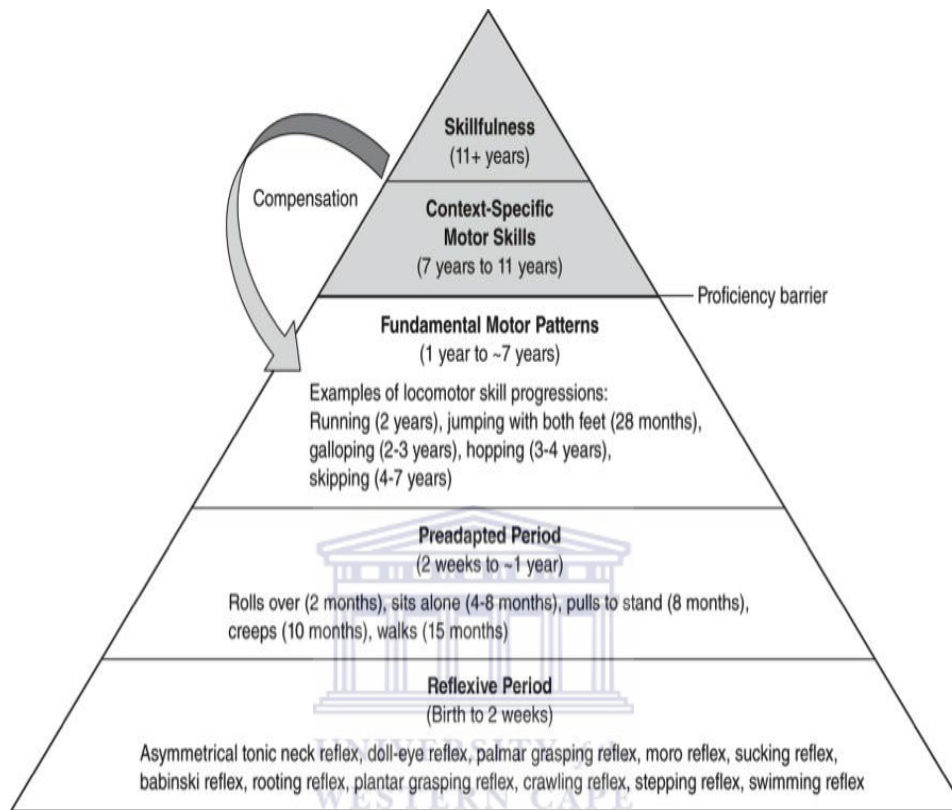 Skillfulness
(11+ years)
Compensation
Context-Specific
Motor Skills
(7 years to 11 years)
Proficiency barrier
Fundamental Motor Patterns
(1 year to ~7 years)
Examples of locomotor skill progressions:
Running (2 years), jumping with both feet (28 months),
galloping (2-3 years), hopping (3-4 years),
skipping (4-7 years)
Preadapted Period
(2 weeks to ~1 year)
Rolls over (2 months), sits alone (4-8 months), pulls to stand (8 months),
creeps (10 months), walks (15 months)
Reflexive Period
(Birth to 2 weeks)
Asymmetrical tonic neck reflex, doll-eye reflex, palmar grasping reflex, moro reflex, sucking reflex,
babinski reflex, rooting reflex, plantar grasping reflex, crawling reflex, stepping reflex, swimming reflex
UNIVERSITY of the
WESTERN CAPE